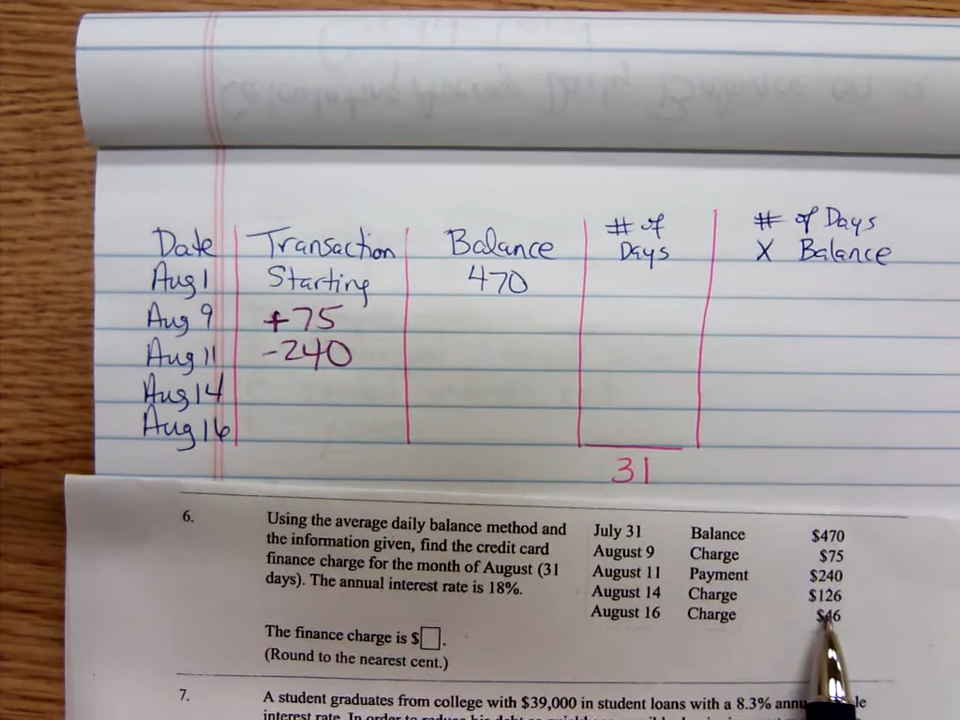 Date Transaction Balance # of Days # of Days X Balance
Aug 1 Starting 470
Aug 9 +75
Aug 11 -240
Aug 14
Aug 16
31
6. Using the average daily balance method and
the information given, find the credit card
finance charge for the month of August (31
days). The annual interest rate is 18%.
The finance charge is $ .
(Round to the nearest cent.)
July 31 Balance $470
August 9 Charge $75
August 11 Payment $240
August 14 Charge $126
August 16 Charge $46
7. A student graduates from college with $39,000 in student loans with a 8.3%